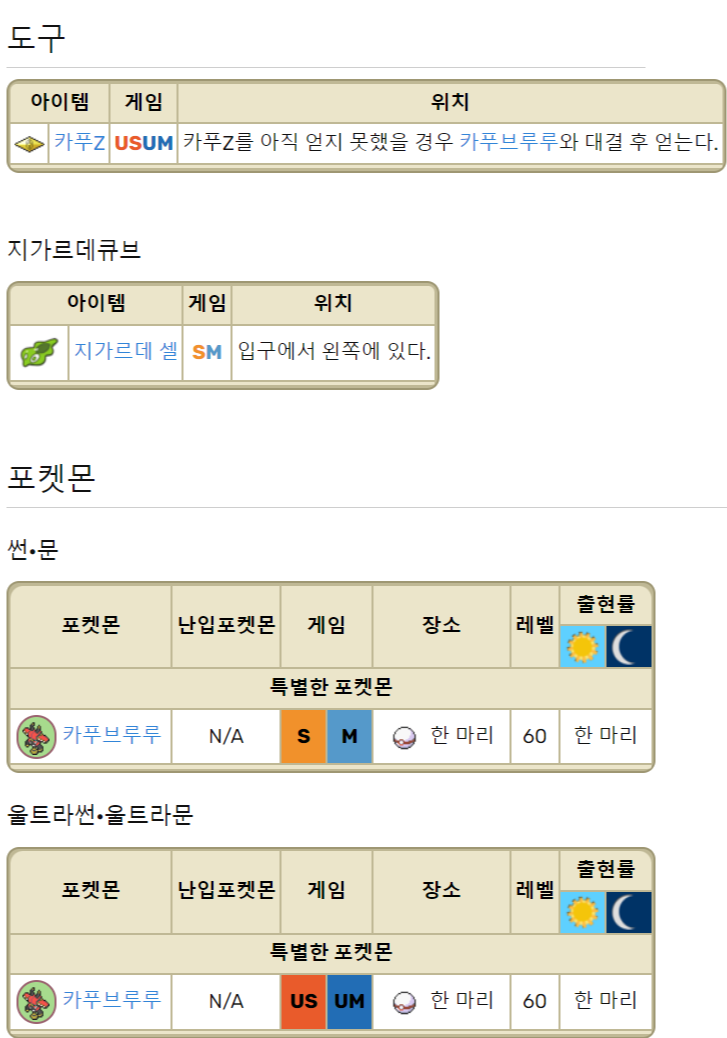 도구
아이템 게임 위치
카푸Z USUM 카푸Z를 아직 얻지 못했을 경우 카푸브루루와 대결 후 얻는다.
지가르데큐브
아이템 게임 위치
지가르데 셀 SM 입구에서 왼쪽에 있다.
포켓몬
썬•문
포켓몬 난입포켓몬 게임 장소 레벨 출현률
특별한 포켓몬
카푸브루루 N/A S M 한 마리 60 한 마리
울트라썬•울트라문
포켓몬 난입포켓몬 게임 장소 레벨 출현률
특별한 포켓몬
카푸브루루 N/A US UM 한 마리 60 한 마리